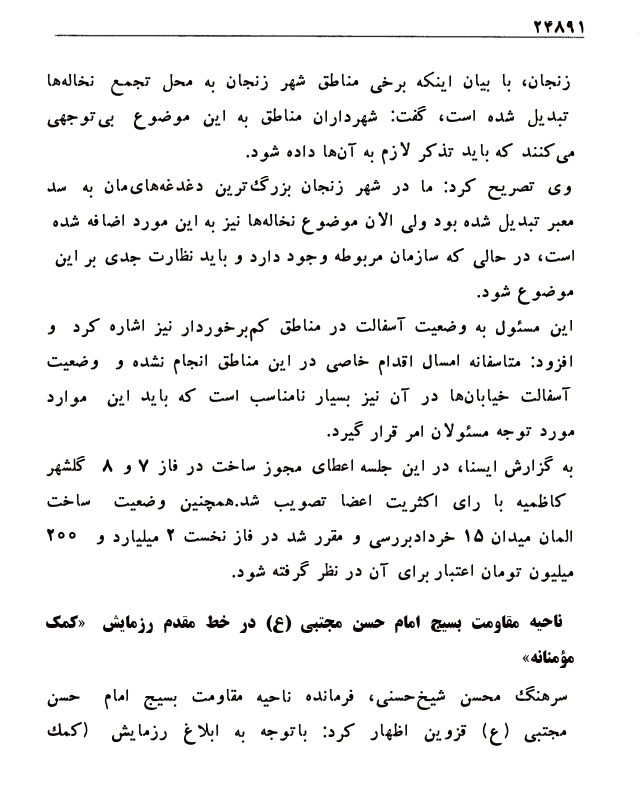 ۲۴۸۹۱
زنجان، با بیان اینکه برخی مناطق شهر زنجان به محل تجمع نخاله‌ها
تبدیل شده است، گفت: شهرداران مناطق به این موضوع بی‌توجهی
می‌کنند که باید تذکر لازم به آن‌ها داده شود.
وی تصریح کرد: ما در شهر زنجان بزرگ‌ترین دغدغه‌های‌مان به سد
معبر تبدیل شده بود ولی الان موضوع نخاله‌ها نیز به این مورد اضافه شده
است، در حالی که سازمان مربوطه وجود دارد و باید نظارت جدی بر این
موضوع شود.
این مسئول به وضعیت آسفالت در مناطق کم‌برخوردار نیز اشاره کرد و
افزود: متاسفانه امسال اقدام خاصی در این مناطق انجام نشده و وضعیت
آسفالت خیابان‌ها در آن نیز بسیار نامناسب است که باید این موارد
مورد توجه مسئولان امر قرار گیرد.
به گزارش ایسنا، در این جلسه اعطای مجوز ساخت در فاز ۷ و ۸ گلشهر
کاظمیه با رای اکثریت اعضا تصویب شد.همچنین وضعیت ساخت
المان میدان ۱۵ خردادبررسی و مقرر شد در فاز نخست ۲ میلیارد و ۲۰۰
میلیون تومان اعتبار برای آن در نظر گرفته شود.
ناحیه مقاومت بسیج امام حسن مجتبی (ع) در خط مقدم رزمایش «کمک
مؤمنانه»
سرهنگ محسن شیخ‌حسنی، فرمانده ناحیه مقاومت بسیج امام حسن
مجتبی (ع) قزوین اظهار کرد: باتوجه به ابلاغ رزمایش (کمک